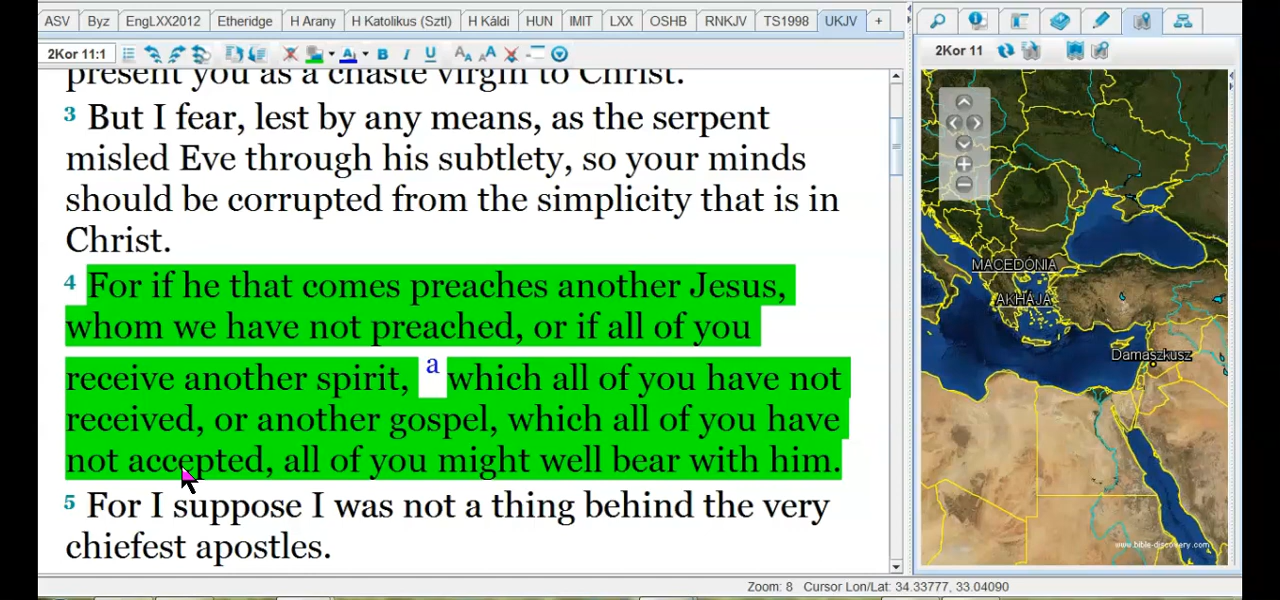 ASV Byz EngLXX2012 Etheridge H Arany H Katolikus (Sztl) H Káldi HUN IMIT LXX OSHB RNKJV TS1998 UKJV +
2Kor 11:1
B I U
2Kor 11
present you as a chaste virgin to Christ.
3 But I fear, lest by any means, as the serpent
misled Eve through his subtlety, so your minds
should be corrupted from the simplicity that is in
Christ.
4 For if he that comes preaches another Jesus,
whom we have not preached, or if all of you
receive another spirit, a which all of you have not
received, or another gospel, which all of you have
not accepted, all of you might well bear with him.
5 For I suppose I was not a thing behind the very
chiefest apostles.
MACEDÓNIA
AKHÁJA
Damaszkusz
www.bible-discovery.com
Zoom: 8 Cursor Lon/Lat: 34.33777, 33.04090